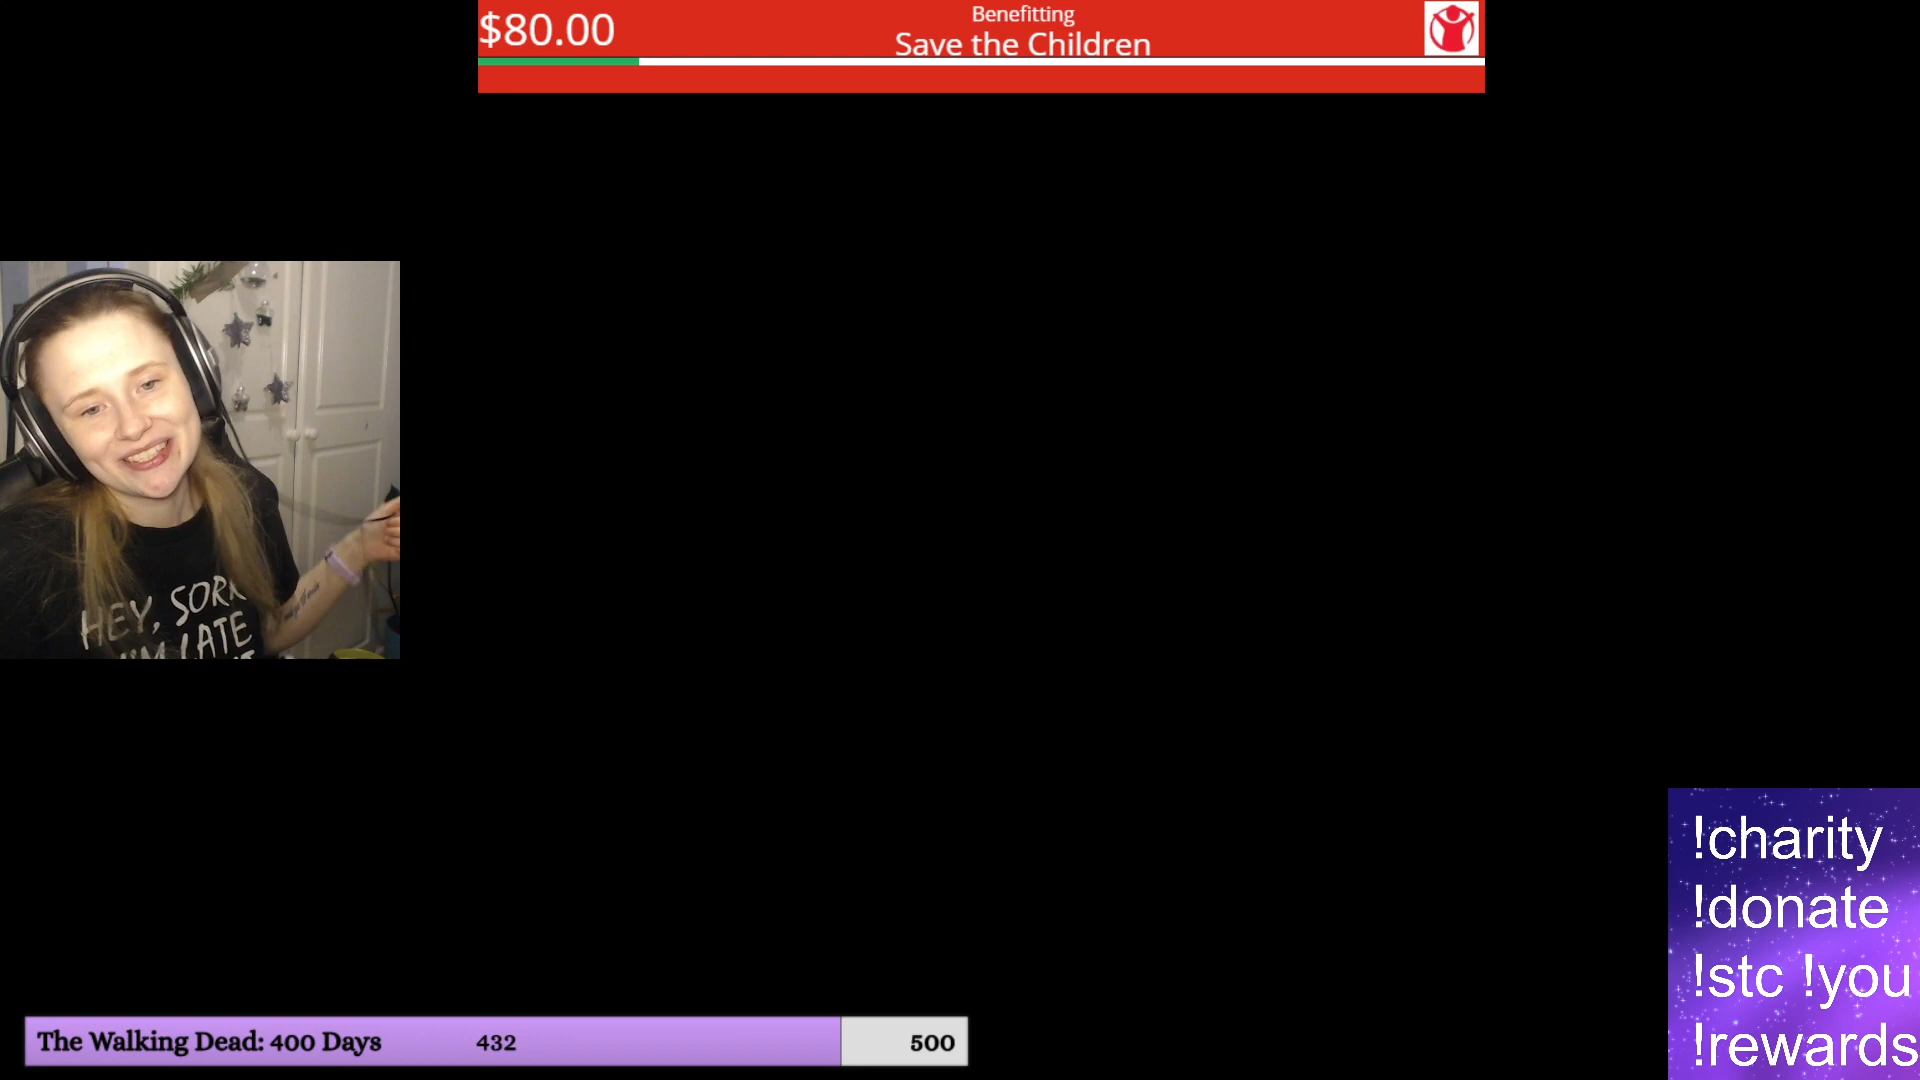 $80.00
Benefitting
Save the Children
HEY, SORR
I'M LATE
The Walking Dead: 400 Days 432 500
!charity
!donate
!stc !you
!rewards